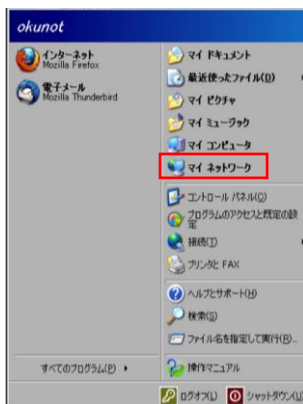 okunot
インターネット
Mozilla Firefox
電子メール
Mozilla Thunderbird
すべてのプログラム(P)
マイ ドキュメント
最近使ったファイル(D)
マイ ピクチャ
マイ ミュージック
マイ コンピュータ
マイ ネットワーク
コントロール パネル(C)
プログラムのアクセスと既定の設
定
接続(T)
プリンタと FAX
ヘルプとサポート(H)
検索(S)
ファイル名を指定して実行(R)...
操作マニュアル
ログオフ(L)
シャットダウン(U)